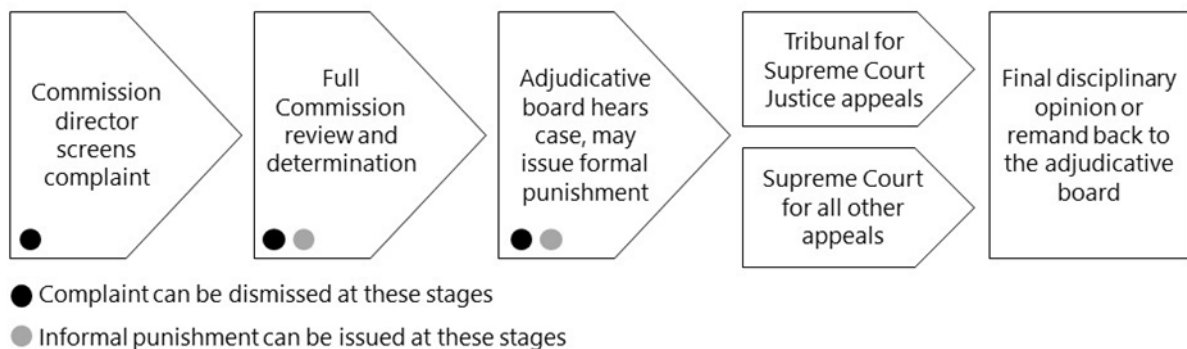 Commission
director
screens
complaint
Full
Commission
review and
determination
Adjudicative
board hears
case, may
issue formal
punishment
Tribunal for
Supreme Court
Justice appeals
Supreme Court
for all other
appeals
Final disciplinary
opinion or
remand back to
the adjudicative
board
Complaint can be dismissed at these stages
Informal punishment can be issued at these stages